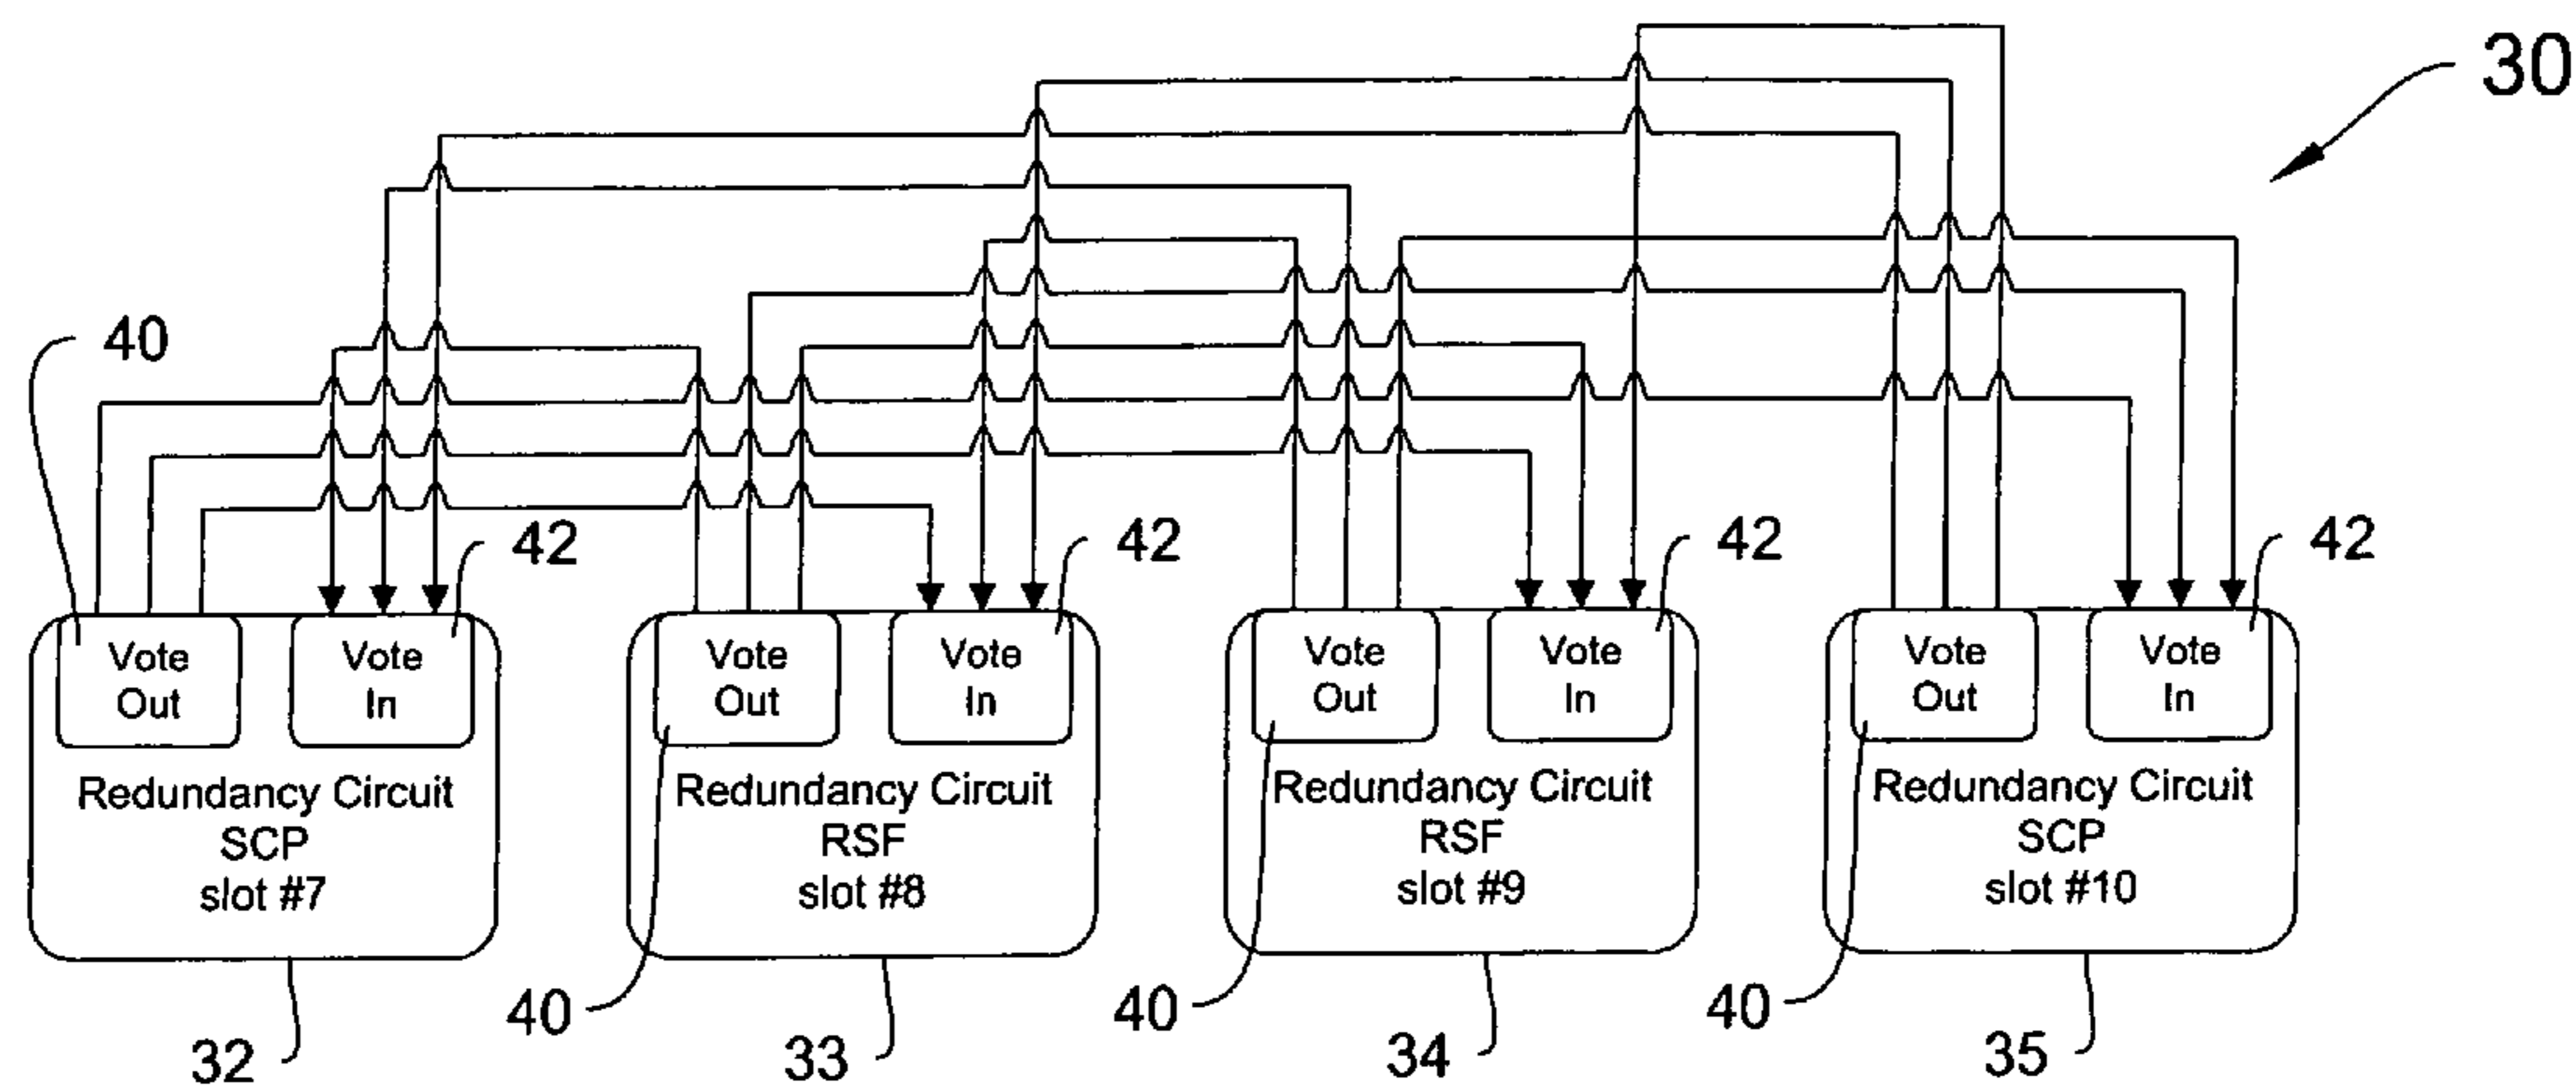 30
40
42
42
42
42
Vote
Out
Vote
In
Vote
Out
Vote
In
Vote
Out
Vote
In
Vote
Out
Vote
In
Redundancy Circuit
SCP
slot #7
Redundancy Circuit
RSF
slot #8
Redundancy Circuit
RSF
slot #9
Redundancy Circuit
SCP
slot #10
40
40
40
32
33
34
35